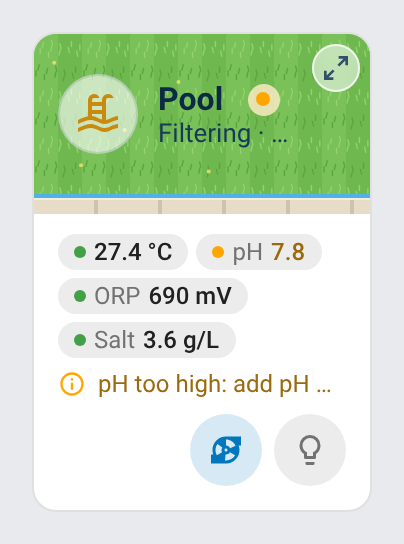 Pool
Filtering · ...
27.4 °C
pH 7.8
ORP 690 mV
Salt 3.6 g/L
pH too high: add pH ...